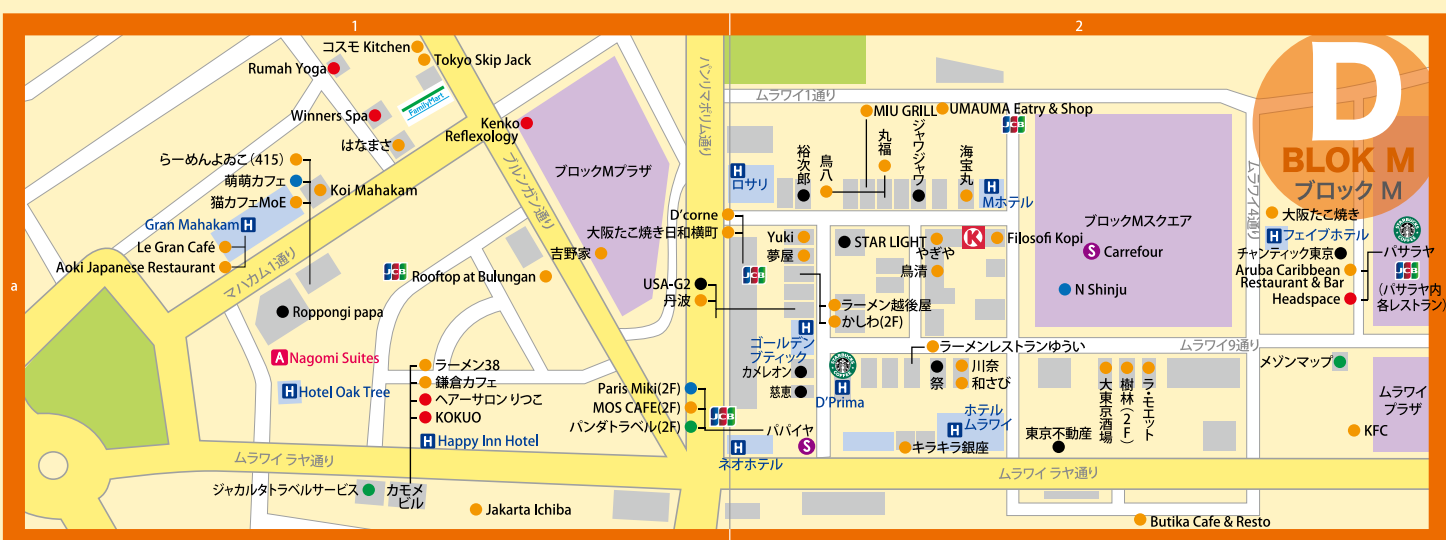 1
2
a
D
BLOK M
ブロック M
コスモ Kitchen
Tokyo Skip Jack
Rumah Yoga
FamilyMart
Winners Spa
はなまさ
Kenko
Reflexology
らーめんよゐこ(415)
萌萌カフェ
猫カフェMoE
Koi Mahakam
Gran Mahakam
H
Le Gran Café
Aoki Japanese Restaurant
マハカム1通り
ブルンガン通り
ブロックMプラザ
パンリマポリム通り
吉野家
JCB
Rooftop at Bulungan
Roppongi papa
A
Nagomi Suites
H
Hotel Oak Tree
ラーメン38
鎌倉カフェ
ヘアーサロン りつこ
KOKUO
H
Happy Inn Hotel
ムラワイ ラヤ通り
ジャカルタトラベルサービス
カモメ
ビル
Jakarta Ichiba
D'corne
大阪たこ焼き日和横町
USA-G2
丹波
Paris Miki(2F)
MOS CAFE(2F)
パンダトラベル(2F)
JCB
パパイヤ
S
H
ネオホテル
ムラワイ1通り
MIU GRILL
UMAUMA Eatry & Shop
JCB
H
ロサリ
裕次郎
鳥八
丸福
ジャワジャワ
海宝丸
H
Mホテル
Yuki
夢屋
JCB
STAR LIGHT
やぎや
K
Filosofi Kopi
鳥清
ラーメン越後屋
かしわ(2F)
H
ゴールデン
ブティック
カメレオン
慈恵
STARBUCKS COFFEE
H
D'Prima
ラーメンレストランゆうい
祭
川奈
和さび
ホテル
H
ムラワイ
キラキラ銀座
ブロックMスクエア
S
Carrefour
N Shinju
ムラワイ4通り
ムラワイ9通り
大阪たこ焼き
H
フェイブホテル
チャンティック東京
Aruba Caribbean
Restaurant & Bar
Headspace
STARBUCKS COFFEE
パサラヤ
JCB
(パサラヤ内
各レストラン)
メゾンマップ
ムラワイ
プラザ
KFC
東京不動産
大東京酒場
樹林(2F)
ラ・モエット
ムラワイ ラヤ通り
Butika Cafe & Resto